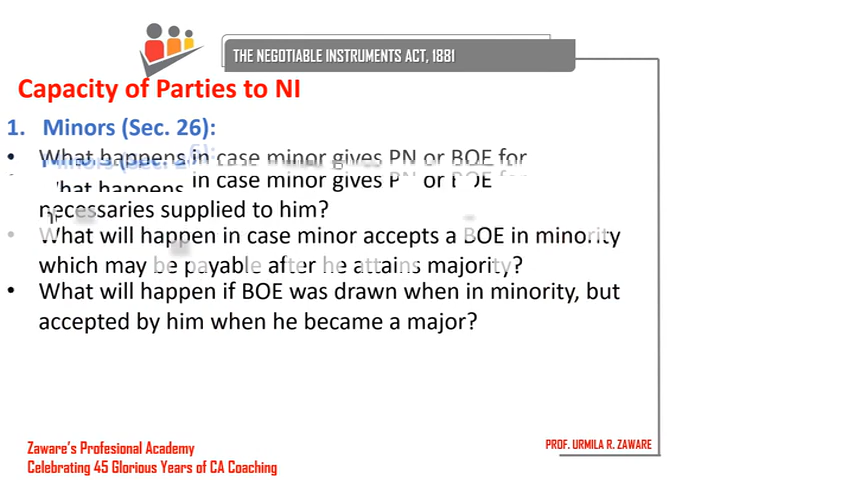 THE NEGOTIABLE INSTRUMENTS ACT, 1881
Capacity of Parties to NI
1. Minors (Sec. 26):
• What happens in case minor gives PN or BOE for
necessaries supplied to him?
• What will happen in case minor accepts a BOE in minority
which may be payable after he attains majority?
• What will happen if BOE was drawn when in minority, but
accepted by him when he became a major?
Zaware's Profesional Academy
Celebrating 45 Glorious Years of CA Coaching
PROF. URMILA R. ZAWARE